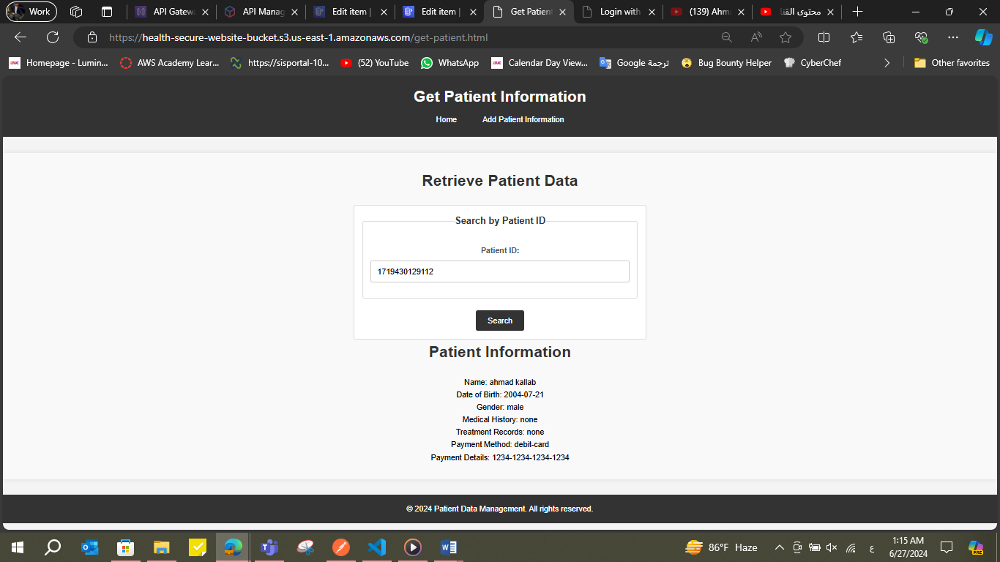 Work
API Gatew
API Manag
Edit item |
Edit item |
Get Patient
Login with
(139) Ahma
محتوى القنا
https://health-secure-website-bucket.s3.us-east-1.amazonaws.com/get-patient.html
Homepage - Lumin...
AWS Academy Lear...
https://sisportal-10...
(52) YouTube
WhatsApp
Calendar Day View...
ترجمة Google
Bug Bounty Helper
CyberChef
Other favorites
Get Patient Information
Home Add Patient Information
Retrieve Patient Data
Search by Patient ID
Patient ID:
1719430129112
Search
Patient Information
Name: ahmad kallab
Date of Birth: 2004-07-21
Gender: male
Medical History: none
Treatment Records: none
Payment Method: debit-card
Payment Details: 1234-1234-1234-1234
© 2024 Patient Data Management. All rights reserved.
86°F Haze
ع
1:15 AM
6/27/2024
PRE